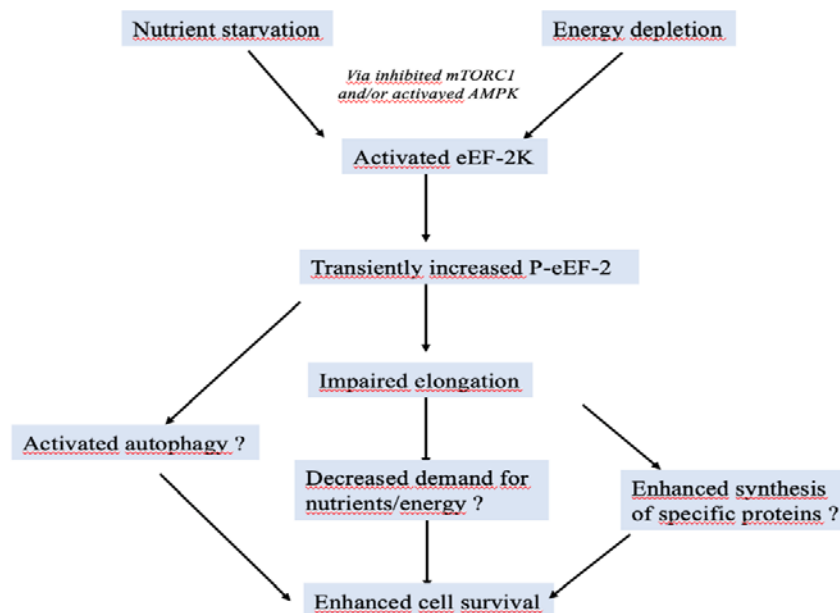 Nutrient starvation
Energy depletion
Via inhibited mTORC1
and/or activayed AMPK
Activated eEF-2K
Transiently increased P-eEF-2
Impaired elongation
Activated autophagy ?
Decreased demand for
nutrients/energy ?
Enhanced synthesis
of specific proteins ?
Enhanced cell survival